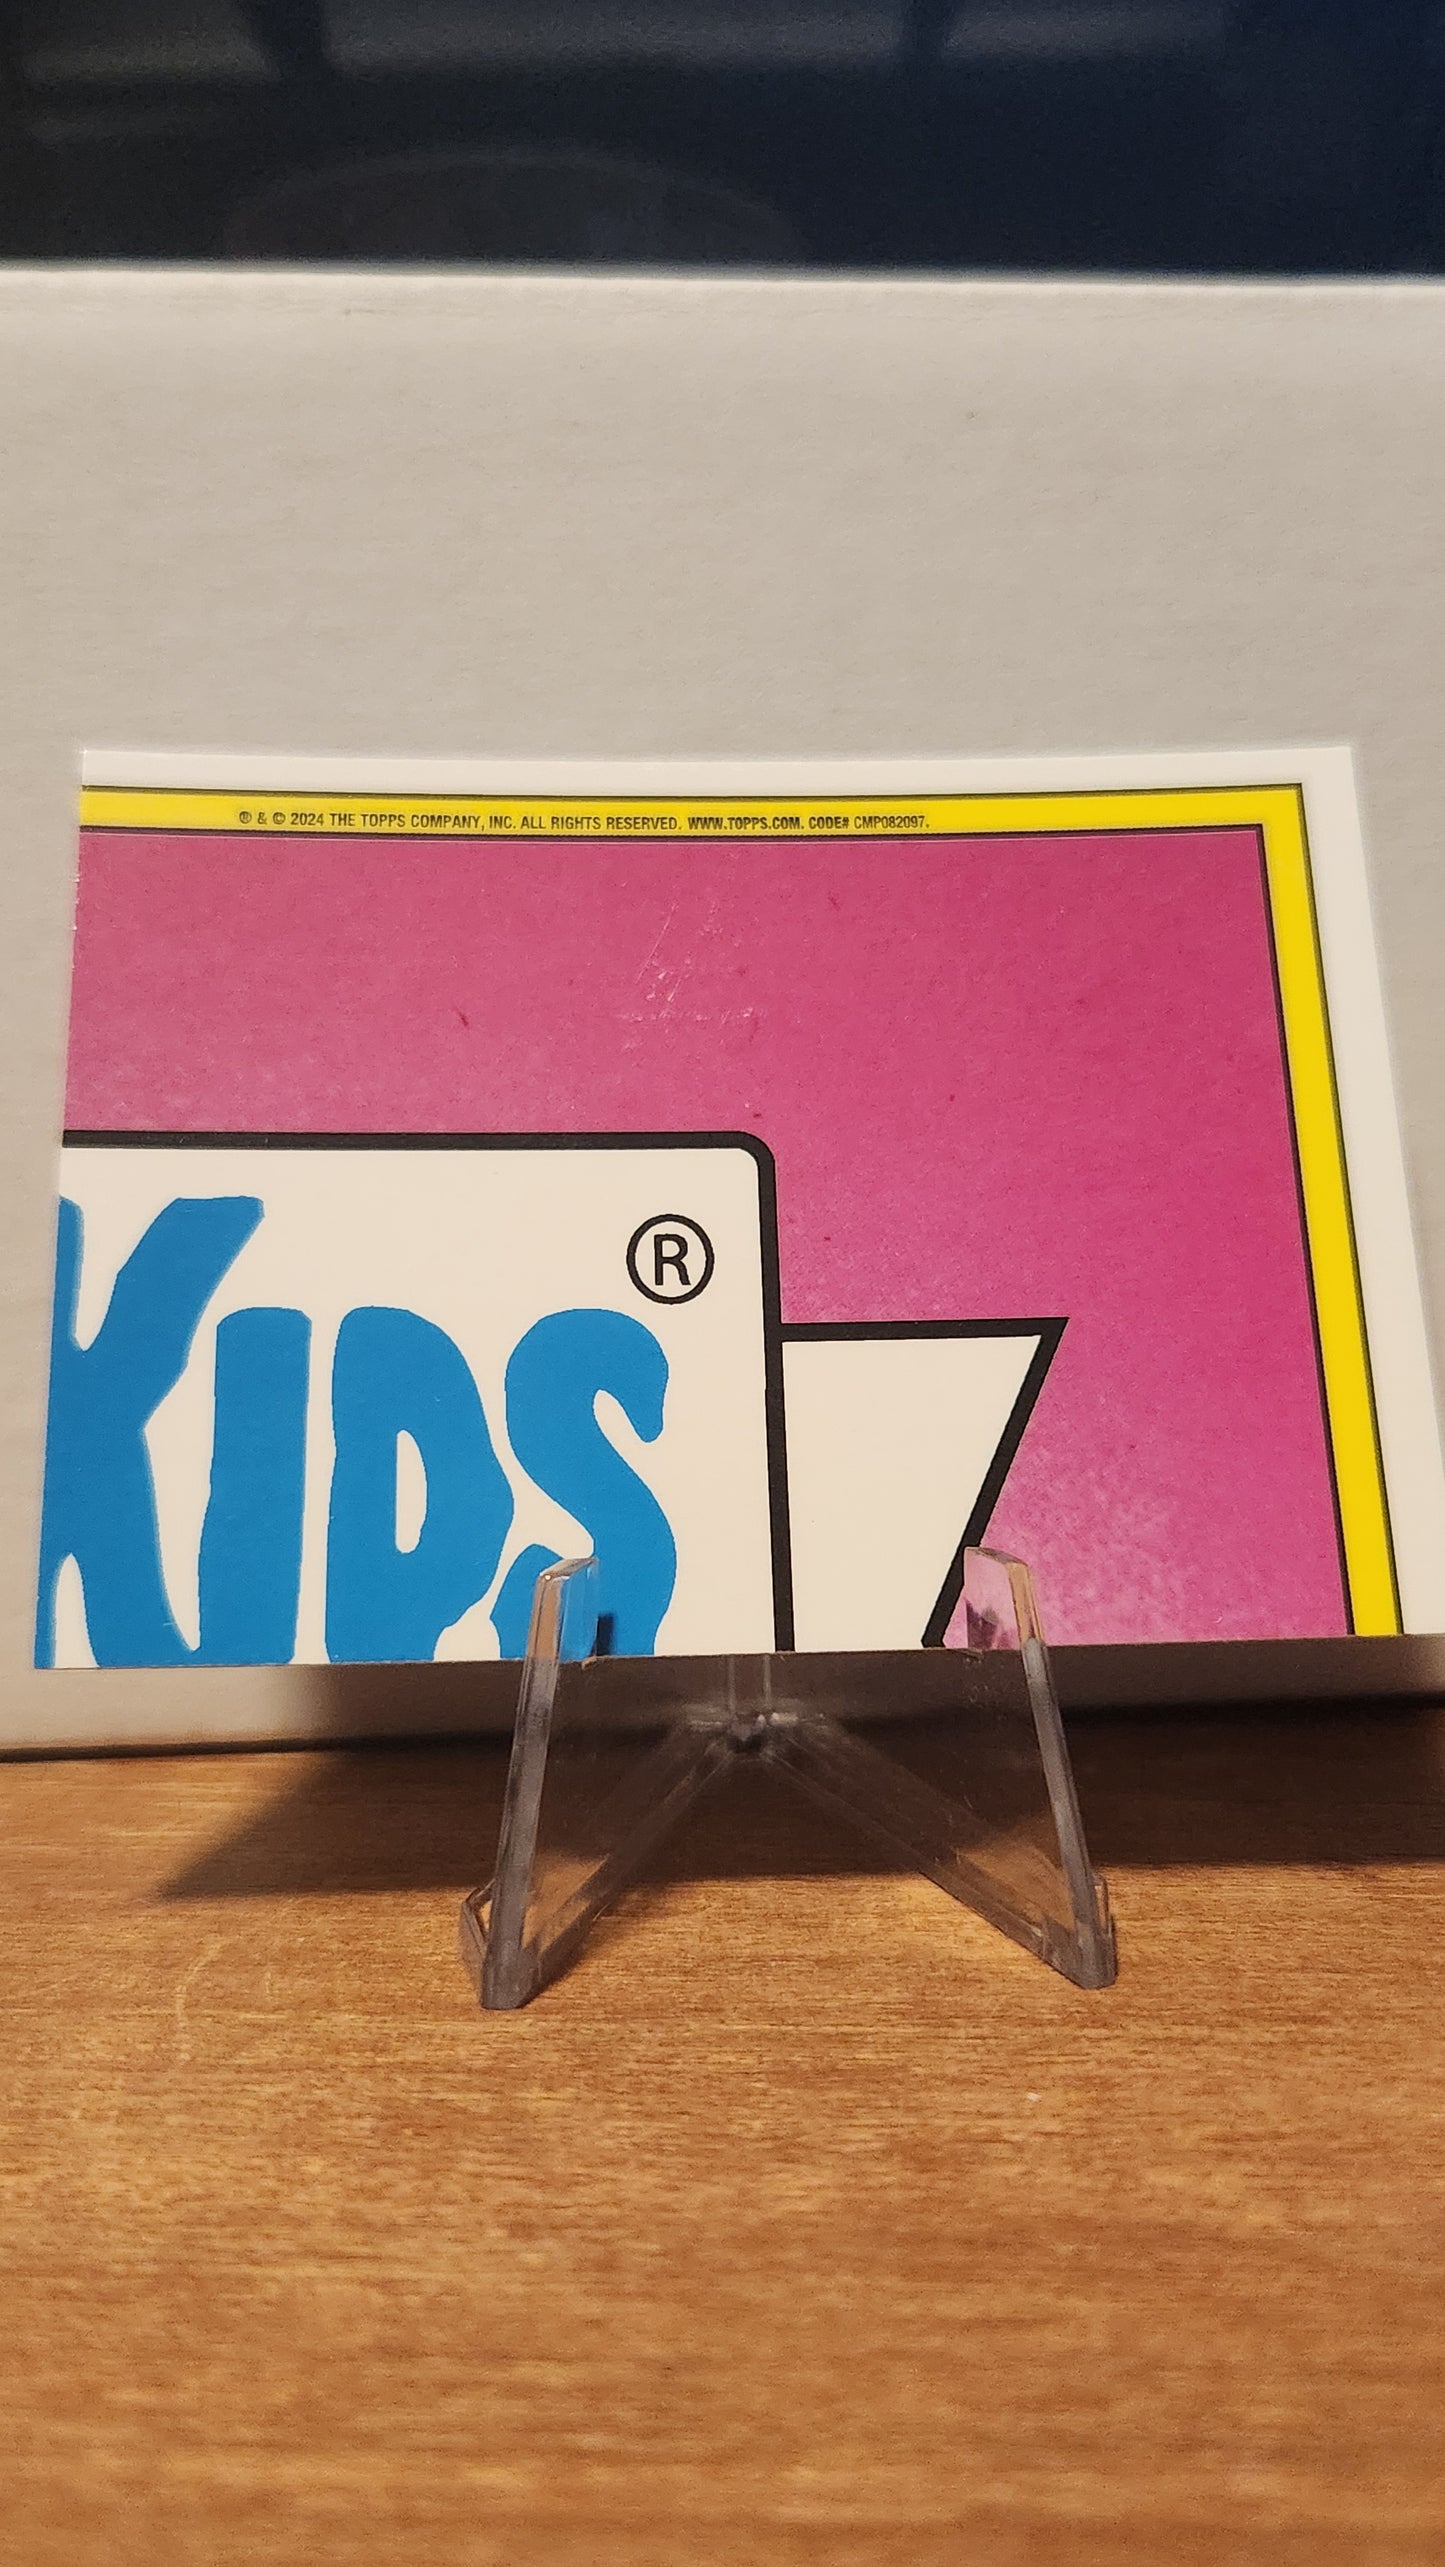 ® & © 2024 THE TOPPS COMPANY, INC. ALL RIGHTS RESERVED. WWW.TOPPS.COM. CODE# CMP082097.
KIDS ®